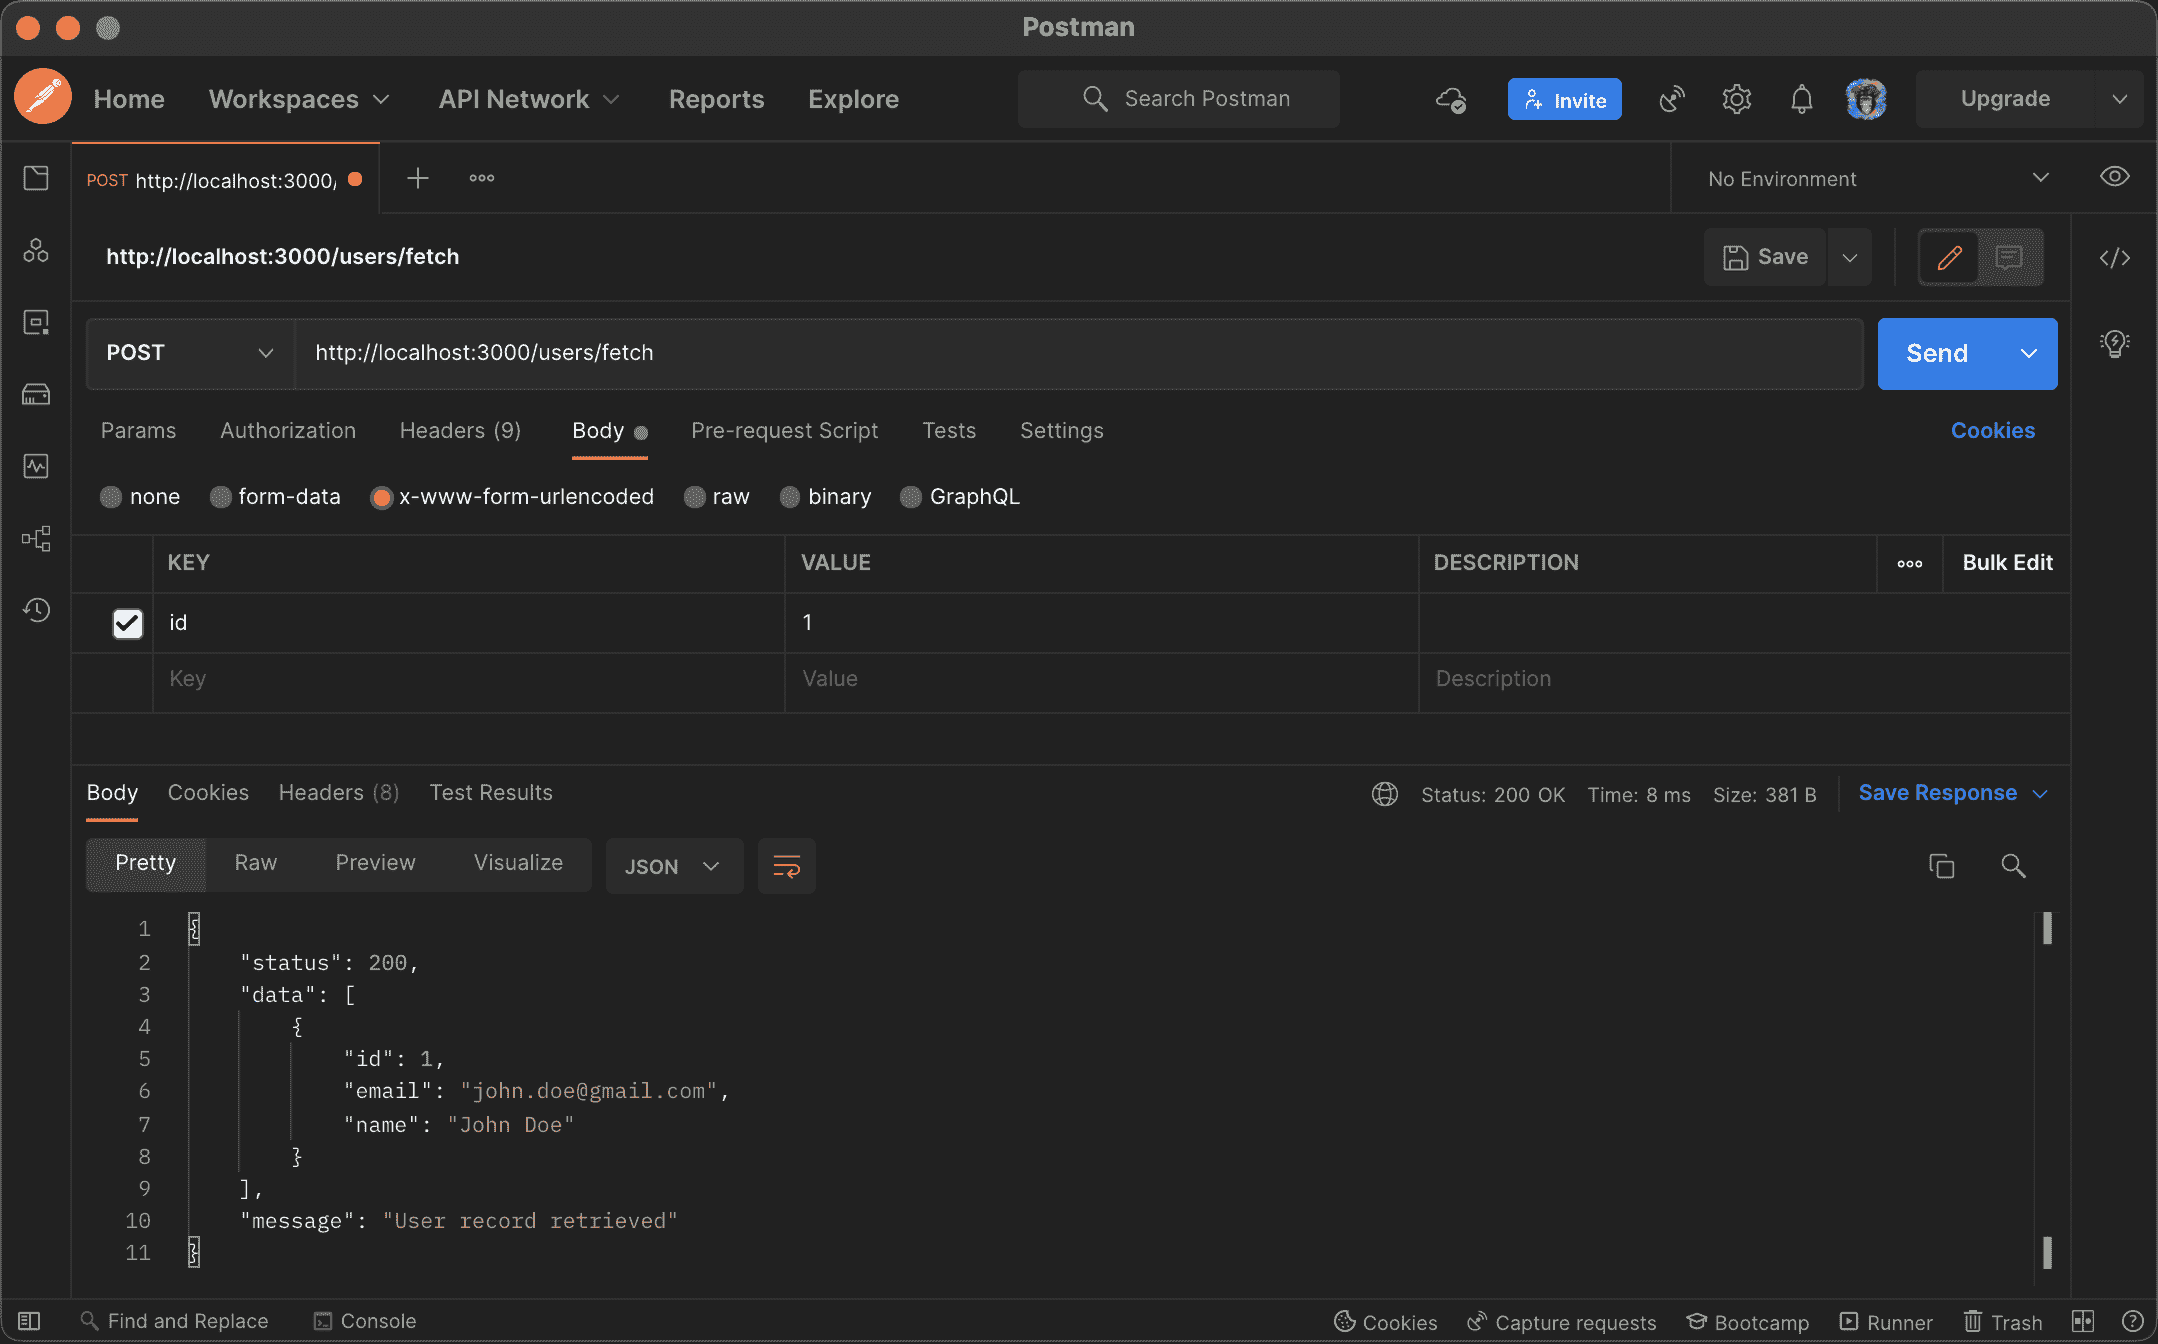 Postman
Home Workspaces API Network Reports Explore Search Postman Invite Upgrade
POST http://localhost:3000/ No Environment
http://localhost:3000/users/fetch Save
POST http://localhost:3000/users/fetch Send
Params Authorization Headers (9) Body Pre-request Script Tests Settings Cookies
none form-data x-www-form-urlencoded raw binary GraphQL
KEY VALUE DESCRIPTION Bulk Edit
id 1
Key Value Description
Body Cookies Headers (8) Test Results Status: 200 OK Time: 8 ms Size: 381 B Save Response
Pretty Raw Preview Visualize JSON
1 {
2 "status": 200,
3 "data": [
4 {
5 "id": 1,
6 "email": "john.doe@gmail.com",
7 "name": "John Doe"
8 }
9 ],
10 "message": "User record retrieved"
11 }
Find and Replace Console Cookies Capture requests Bootcamp Runner Trash